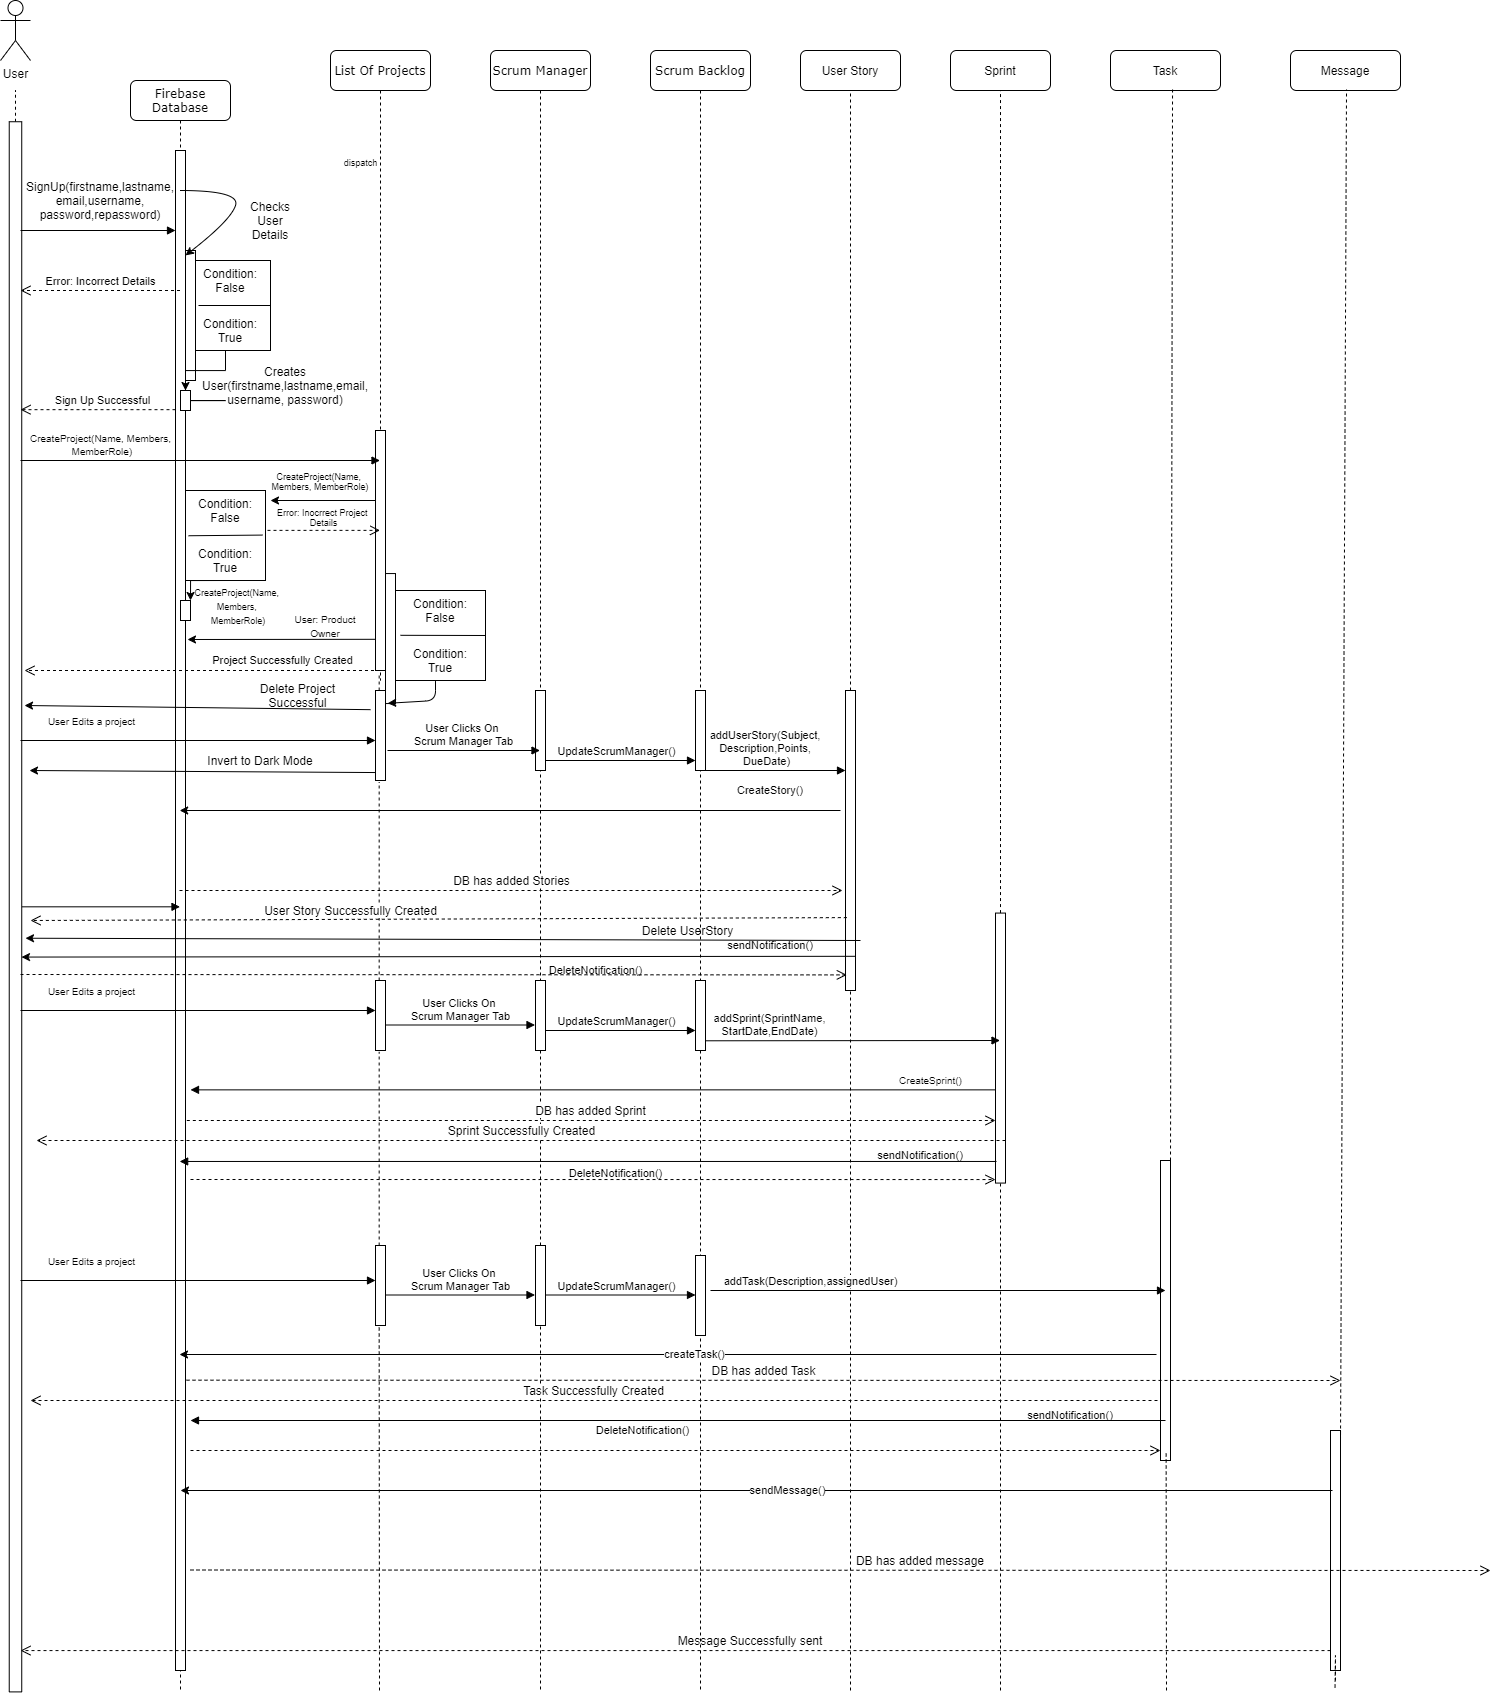 User
Firebase
Database
List Of Projects
Scrum Manager
Scrum Backlog
User Story
Sprint
Task
Message
dispatch
SignUp(firstname,lastname,
email,username,
password,repassword)
Checks
User
Details
Error: Incorrect Details
Condition:
False
Condition:
True
Creates
User(firstname,lastname,email,
username, password)
Sign Up Successful
CreateProject(Name, Members,
MemberRole)
CreateProject(Name,
Members, MemberRole)
Condition:
False
Error: Inocrrect Project
Details
Condition:
True
CreateProject(Name,
Members,
MemberRole)
Condition:
False
User: Product
Owner
Condition:
True
Project Successfully Created
Delete Project
Successful
User Edits a project
User Clicks On
Scrum Manager Tab
UpdateScrumManager()
addUserStory(Subject,
Description,Points,
DueDate)
Invert to Dark Mode
CreateStory()
DB has added Stories
User Story Successfully Created
Delete UserStory
sendNotification()
DeleteNotification()
User Edits a project
User Clicks On
Scrum Manager Tab
UpdateScrumManager()
addSprint(SprintName,
StartDate,EndDate)
CreateSprint()
DB has added Sprint
Sprint Successfully Created
sendNotification()
DeleteNotification()
User Edits a project
User Clicks On
Scrum Manager Tab
UpdateScrumManager()
addTask(Description,assignedUser)
createTask()
DB has added Task
Task Successfully Created
sendNotification()
DeleteNotification()
sendMessage()
DB has added message
Message Successfully sent